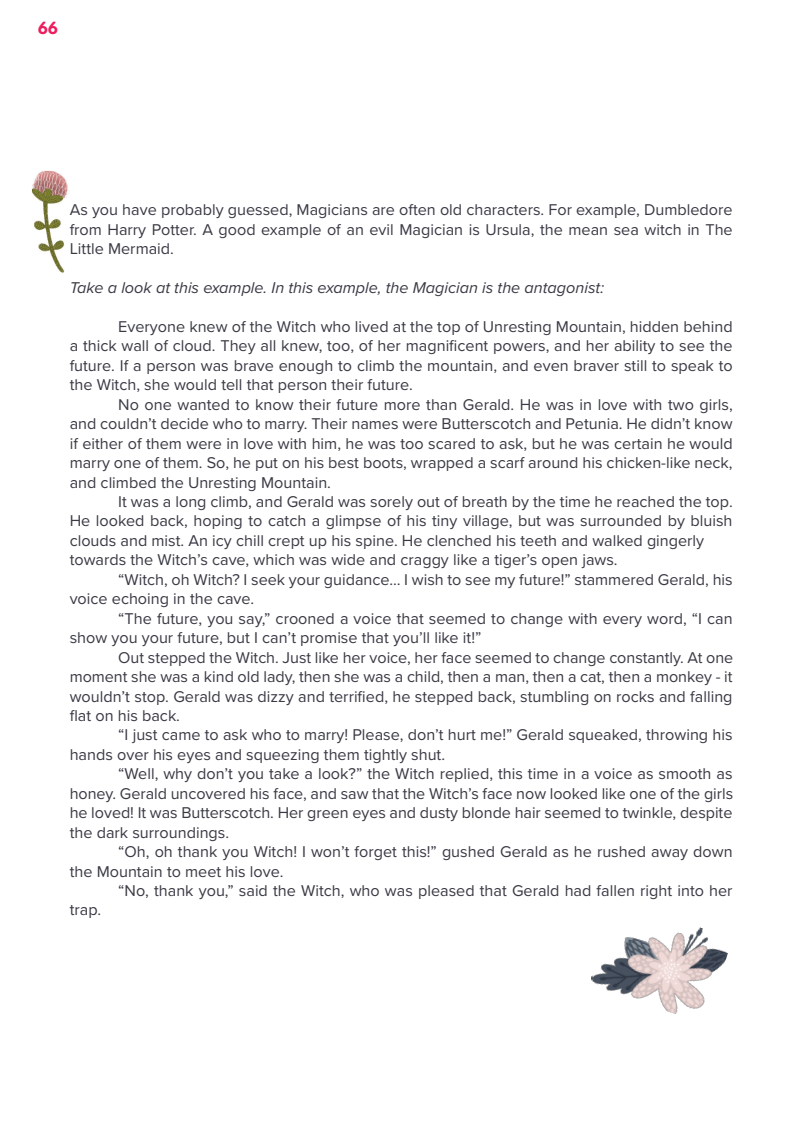 66
As you have probably guessed, Magicians are often old characters. For example, Dumbledore
from Harry Potter. A good example of an evil Magician is Ursula, the mean sea witch in The
Little Mermaid.
Take a look at this example. In this example, the Magician is the antagonist:
Everyone knew of the Witch who lived at the top of Unresting Mountain, hidden behind
a thick wall of cloud. They all knew, too, of her magnificent powers, and her ability to see the
future. If a person was brave enough to climb the mountain, and even braver still to speak to
the Witch, she would tell that person their future.
No one wanted to know their future more than Gerald. He was in love with two girls,
and couldn’t decide who to marry. Their names were Butterscotch and Petunia. He didn’t know
if either of them were in love with him, he was too scared to ask, but he was certain he would
marry one of them. So, he put on his best boots, wrapped a scarf around his chicken-like neck,
and climbed the Unresting Mountain.
It was a long climb, and Gerald was sorely out of breath by the time he reached the top.
He looked back, hoping to catch a glimpse of his tiny village, but was surrounded by bluish
clouds and mist. An icy chill crept up his spine. He clenched his teeth and walked gingerly
towards the Witch’s cave, which was wide and craggy like a tiger’s open jaws.
“Witch, oh Witch? I seek your guidance... I wish to see my future!” stammered Gerald, his
voice echoing in the cave.
“The future, you say,” crooned a voice that seemed to change with every word, “I can
show you your future, but I can’t promise that you’ll like it!”
Out stepped the Witch. Just like her voice, her face seemed to change constantly. At one
moment she was a kind old lady, then she was a child, then a man, then a cat, then a monkey - it
wouldn’t stop. Gerald was dizzy and terrified, he stepped back, stumbling on rocks and falling
flat on his back.
“I just came to ask who to marry! Please, don’t hurt me!” Gerald squeaked, throwing his
hands over his eyes and squeezing them tightly shut.
“Well, why don’t you take a look?” the Witch replied, this time in a voice as smooth as
honey. Gerald uncovered his face, and saw that the Witch’s face now looked like one of the girls
he loved! It was Butterscotch. Her green eyes and dusty blonde hair seemed to twinkle, despite
the dark surroundings.
“Oh, oh thank you Witch! I won’t forget this!” gushed Gerald as he rushed away down
the Mountain to meet his love.
“No, thank you,” said the Witch, who was pleased that Gerald had fallen right into her
trap.